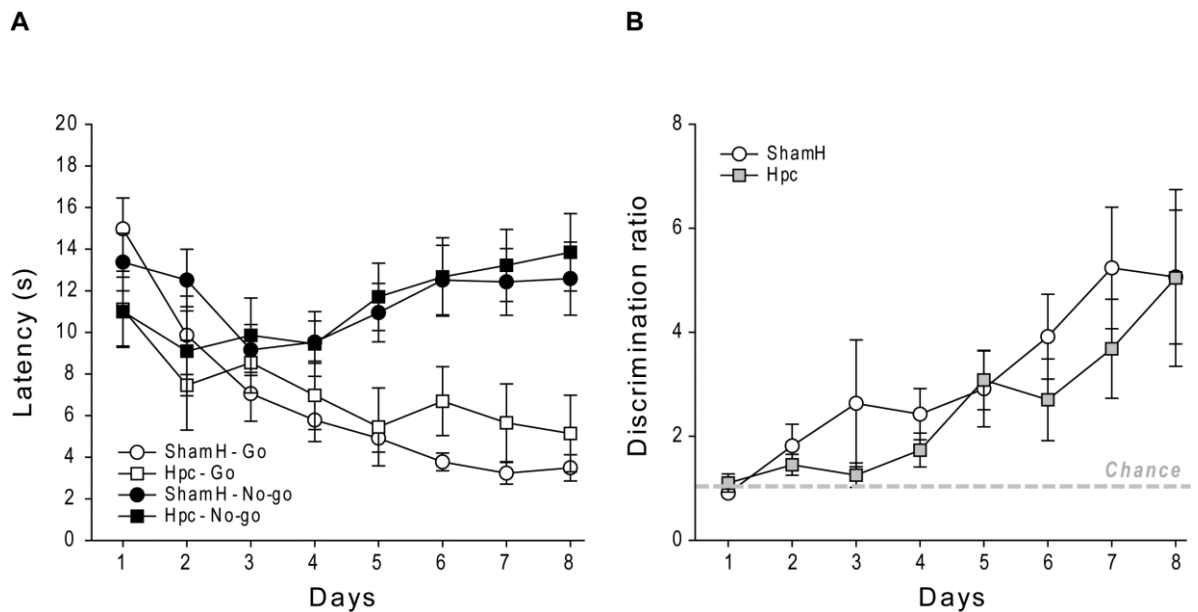 A
B
20
18
16
14
12
10
8
6
4
2
0
Latency (s)
ShamH - Go
Hpc - Go
ShamH - No-go
Hpc - No-go
1 2 3 4 5 6 7 8
Days
8
6
4
2
0
Discrimination ratio
ShamH
Hpc
Chance
1 2 3 4 5 6 7 8
Days